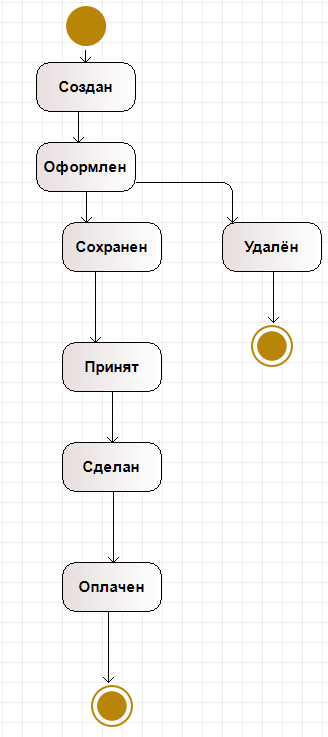 Создан
Оформлен
Сохранен
Удалён
Принят
Сделан
Оплачен